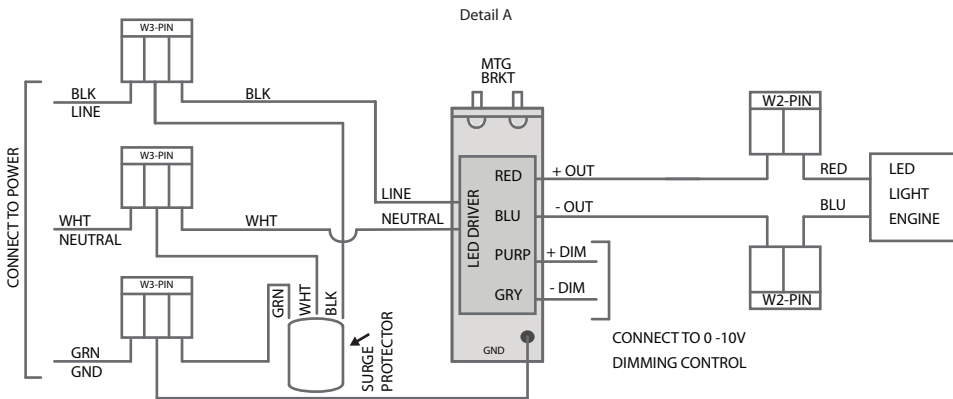 Detail A
W3-PIN
BLK
LINE
BLK
CONNECT TO POWER
W3-PIN
WHT
NEUTRAL
WHT
W3-PIN
GRN
GND
GRN
WHT
BLK
SURGE
PROTECTOR
MTG
BRKT
LINE
NEUTRAL
LED DRIVER
RED
BLU
PURP
GRY
GND
+ OUT
- OUT
+ DIM
- DIM
CONNECT TO 0 -10V
DIMMING CONTROL
W2-PIN
RED
BLU
W2-PIN
LED
LIGHT
ENGINE